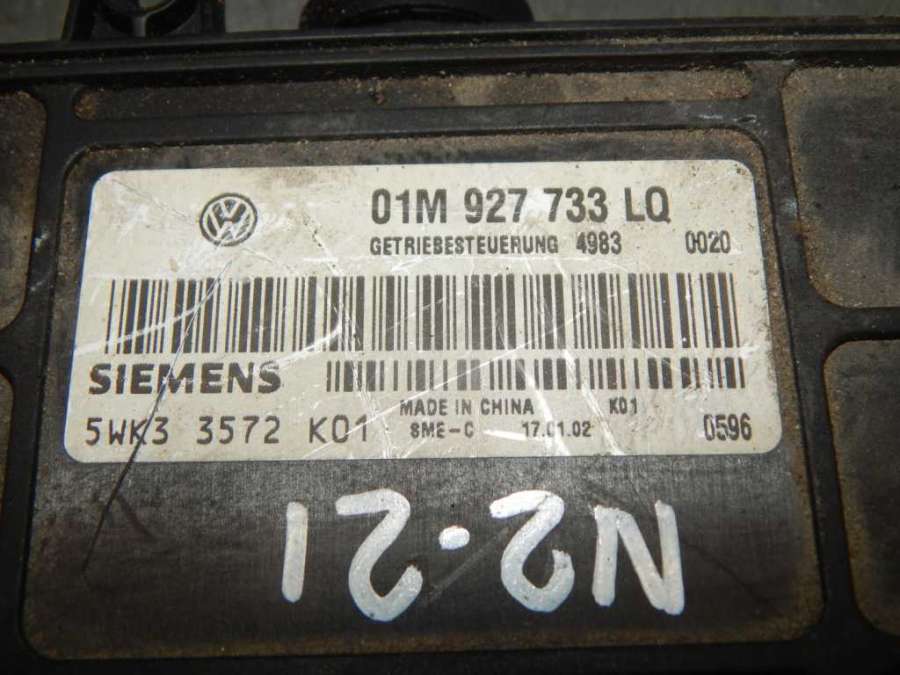 01M 927 733 LQ
GETRIEBESTEUERUNG 4983 0020
SIEMENS
MADE IN CHINA K01
5WK3 3572 K01 SME-C 17.01.02 0596
N2-21